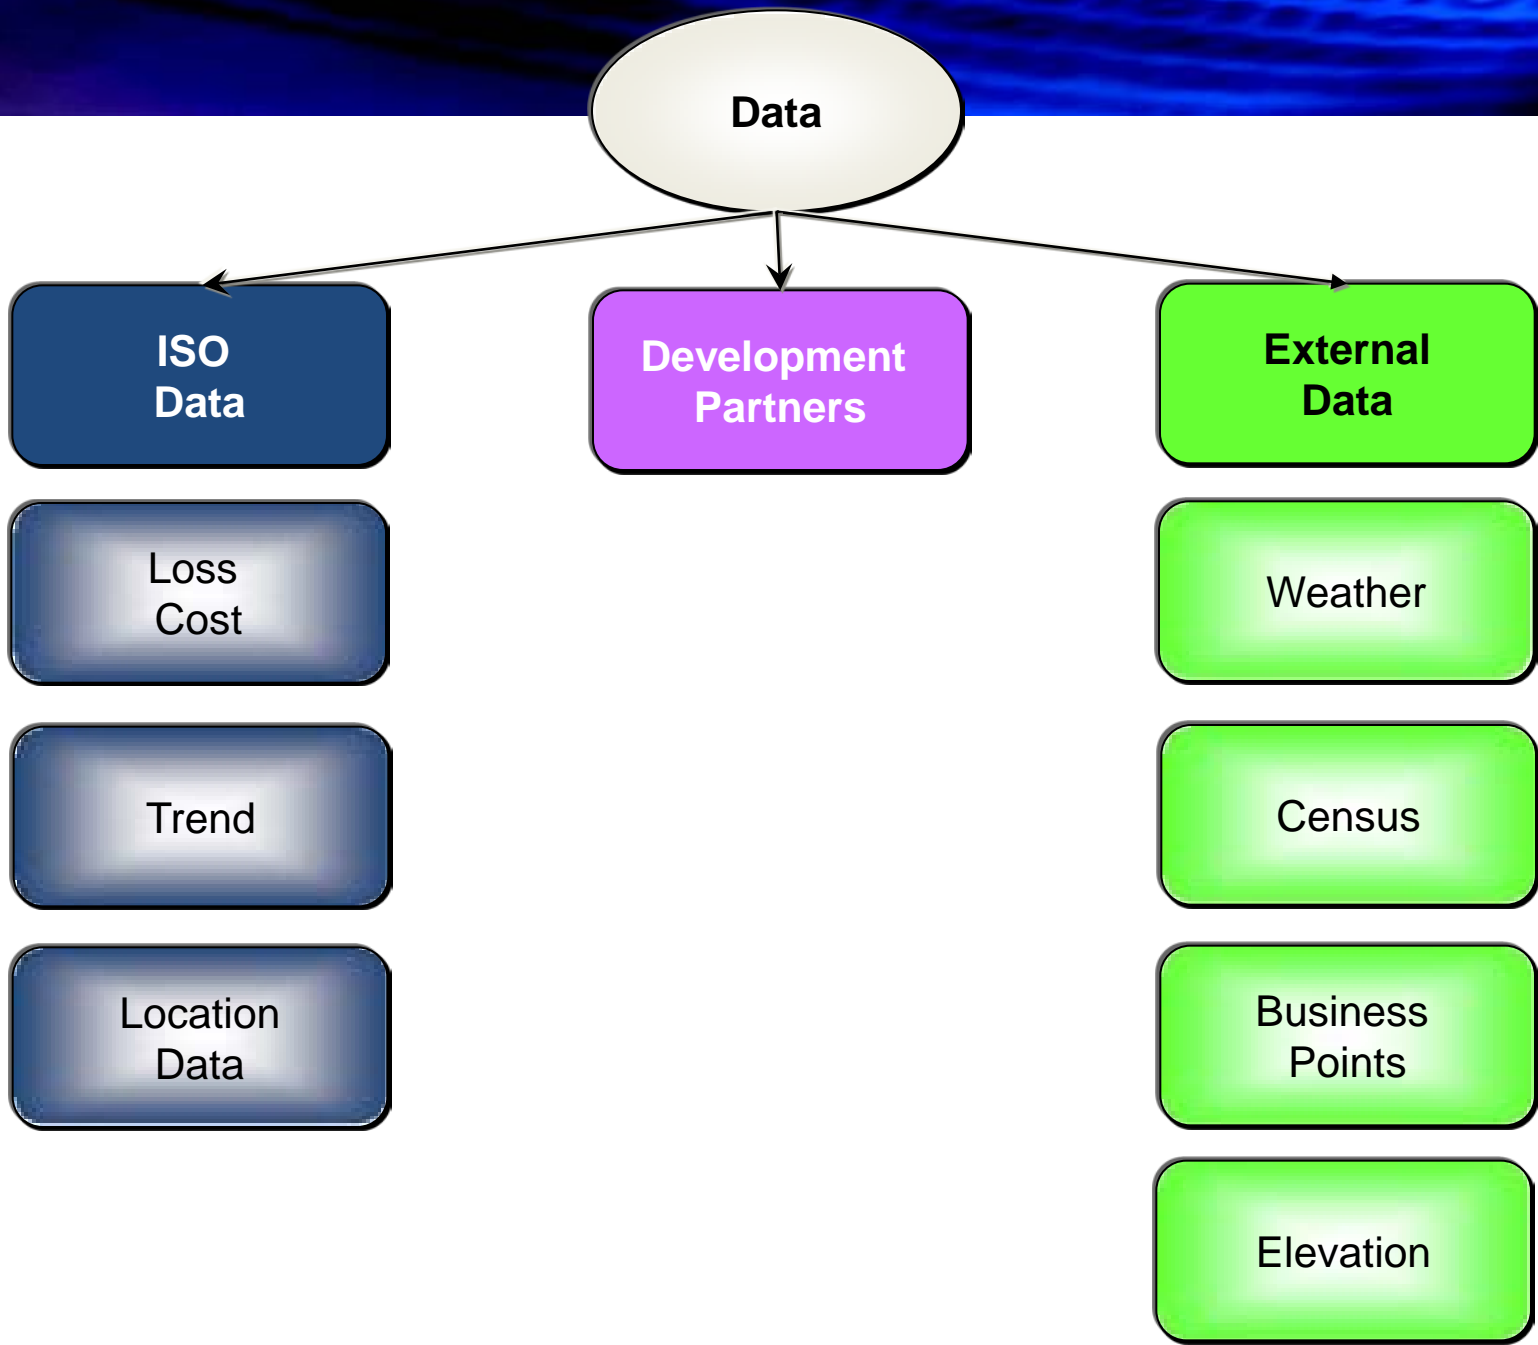 Data
ISO
Data
Development
Partners
External
Data
Loss
Cost
Weather
Trend
Census
Location
Data
Business
Points
Elevation